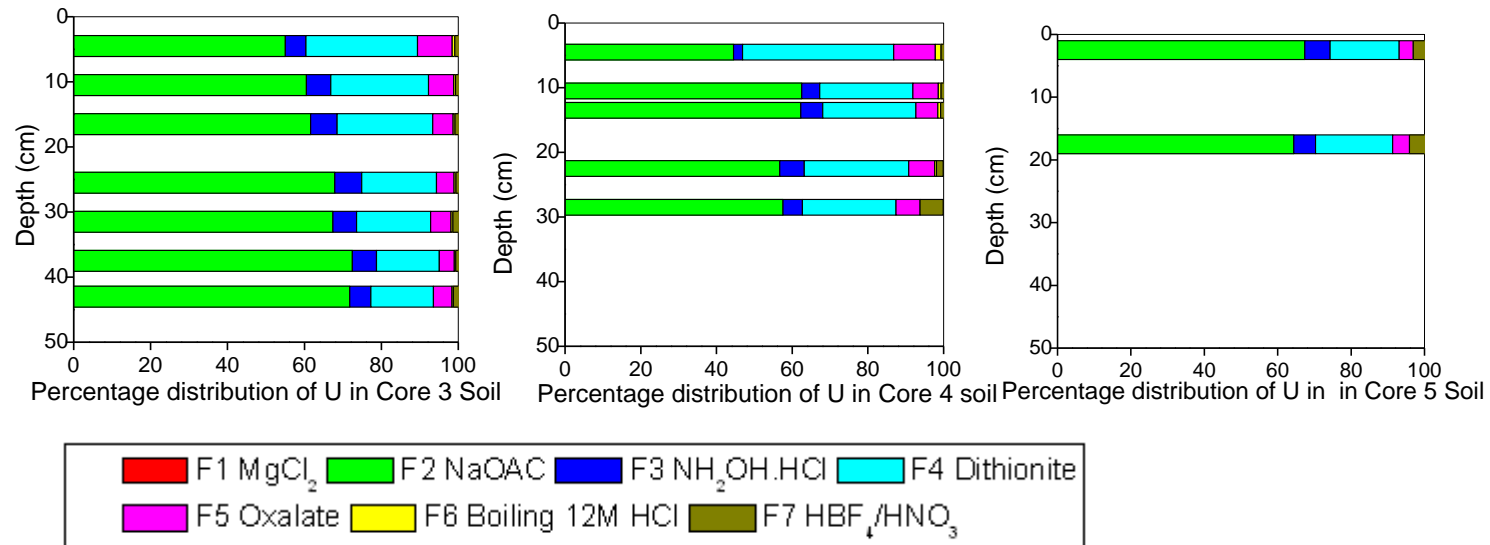 0
10
20
30
40
50
Depth (cm)
0 20 40 60 80 100
Percentage distribution of U in Core 3 Soil
0
10
20
30
40
50
Depth (cm)
0 20 40 60 80 100
Percentage distribution of U in Core 4 soil
0
10
20
30
40
50
Depth (cm)
0 20 40 60 80 100
Percentage distribution of U in in Core 5 Soil
F1 MgCl₂ F2 NaOAC F3 NH₂OH.HCl F4 Dithionite
F5 Oxalate F6 Boiling 12M HCl F7 HBF₄/HNO₃